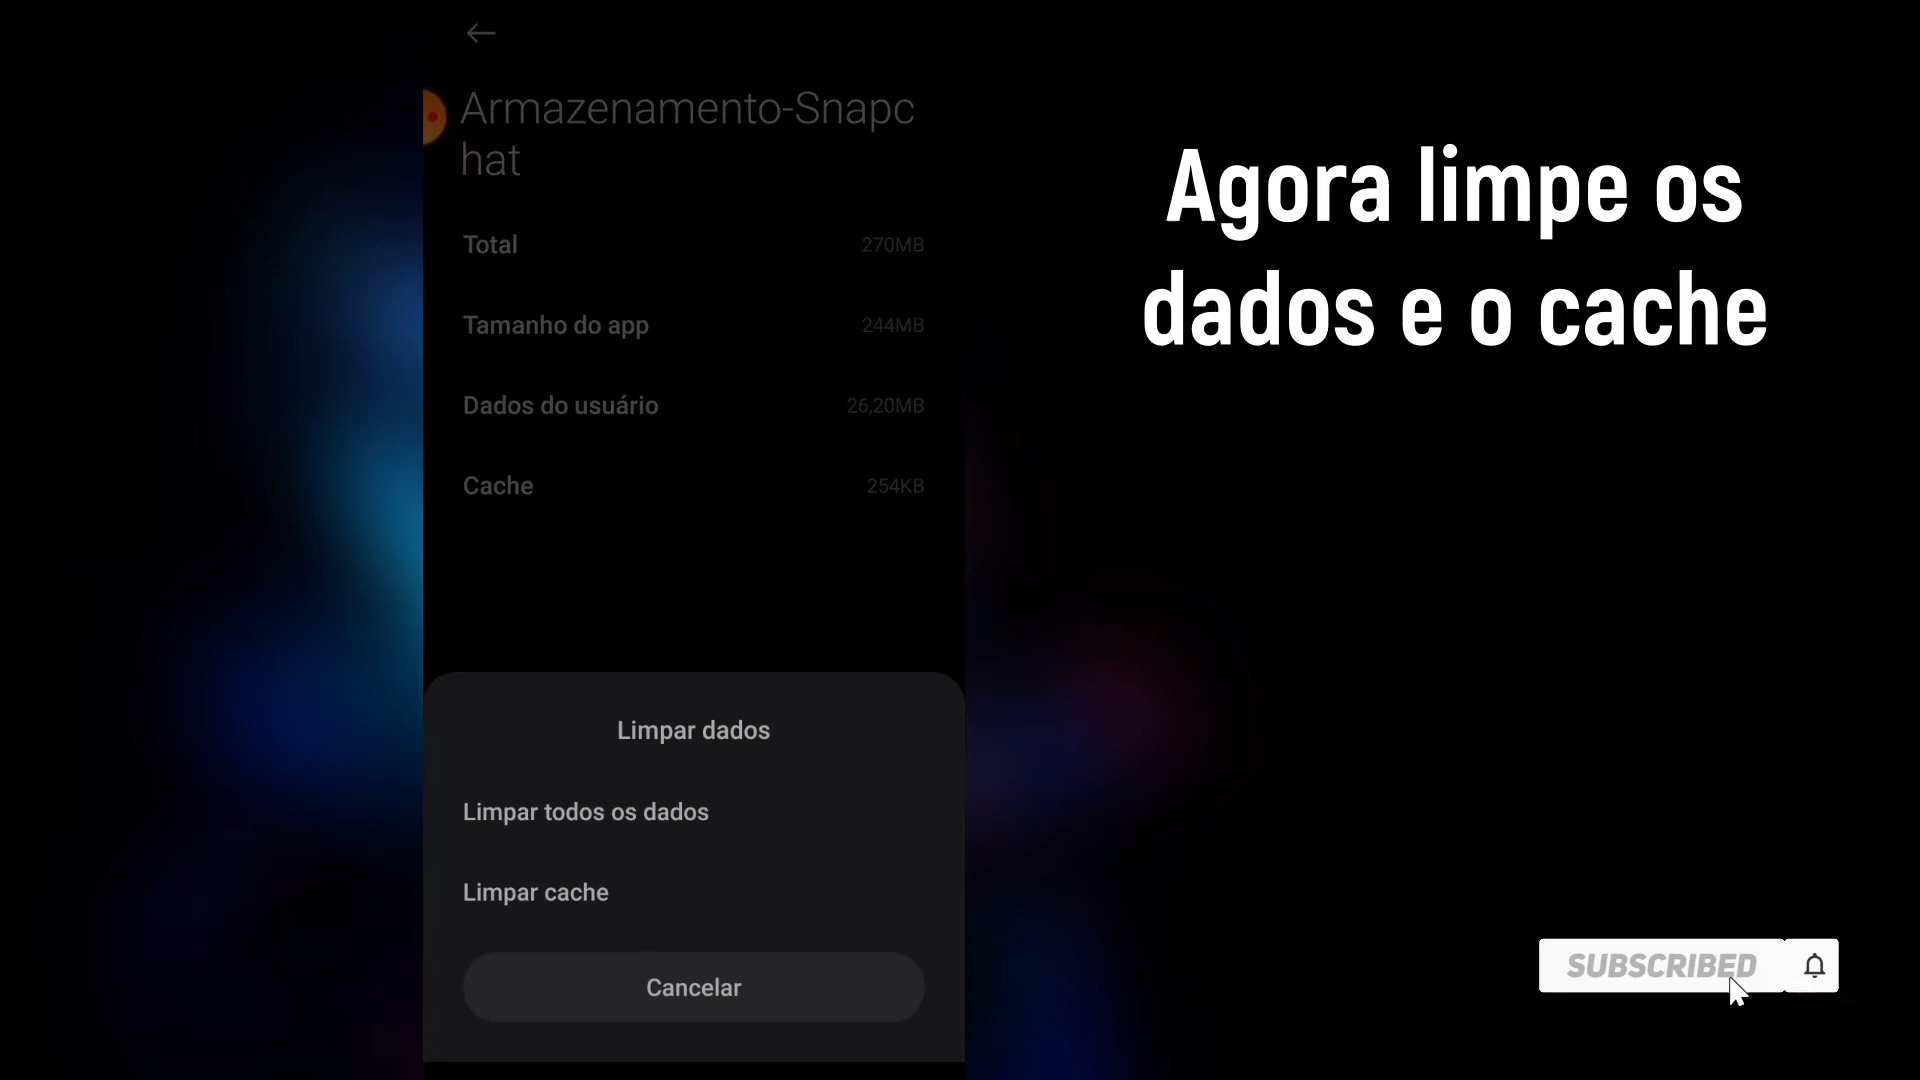 Armazenamento-Snapc
hat
Total 270MB
Tamanho do app 244MB
Dados do usuário 26,20MB
Cache 254KB
Limpar dados
Limpar todos os dados
Limpar cache
Cancelar
Agora limpe os
dados e o cache
SUBSCRIBED